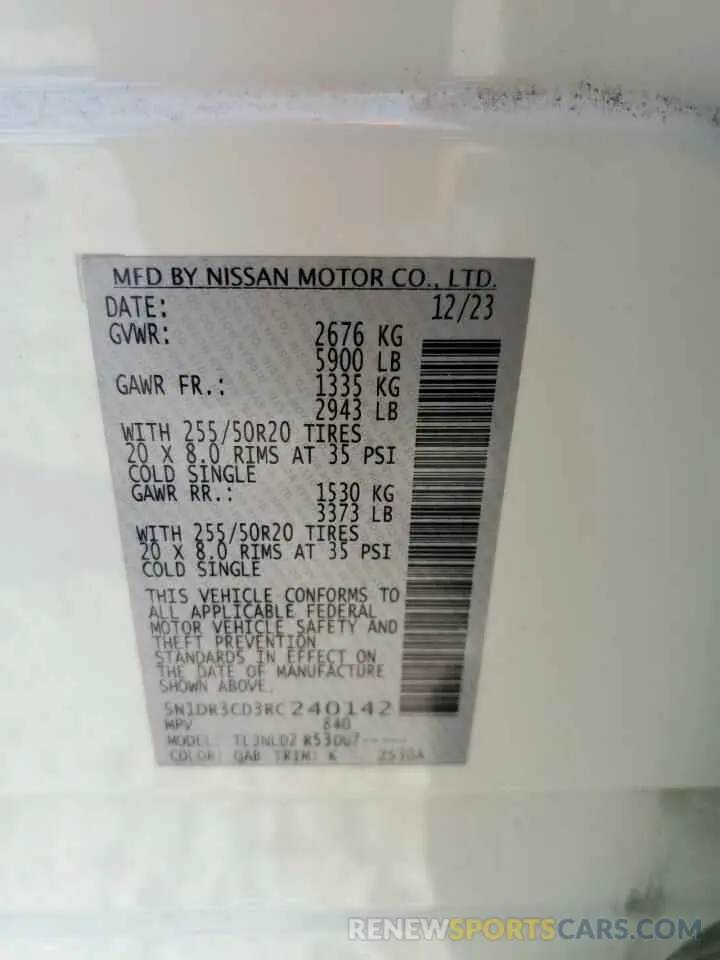 MFD BY NISSAN MOTOR CO., LTD.
DATE: 12/23
GVWR: 2676 KG
5900 LB
GAWR FR.: 1335 KG
2943 LB
WITH 255/50R20 TIRES
20 X 8.0 RIMS AT 35 PSI
COLD SINGLE
GAWR RR.: 1530 KG
3373 LB
WITH 255/50R20 TIRES
20 X 8.0 RIMS AT 35 PSI
COLD SINGLE
THIS VEHICLE CONFORMS TO
ALL APPLICABLE FEDERAL
MOTOR VEHICLE SAFETY AND
THEFT PREVENTION
STANDARDS IN EFFECT ON
THE DATE OF MANUFACTURE
SHOWN ABOVE.
5N1DR3CD3RC240142
MPV 840
MODEL:
COLOR: QAB TRIM: K
RENEWSPORTSCARS.COM